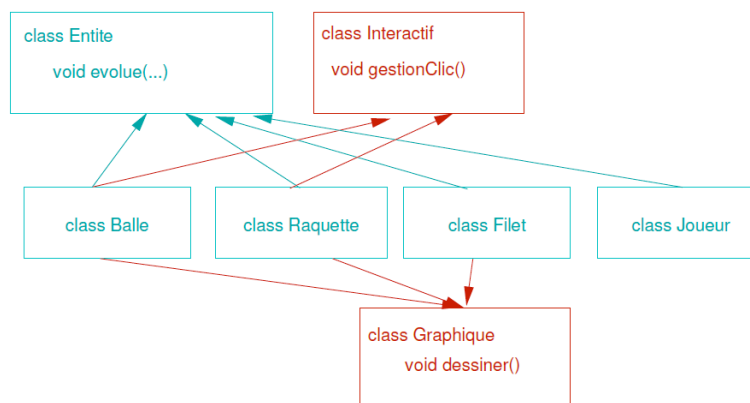 class Entite
void evolue(...)
class Interactif
void gestionClic()
class Balle
class Raquette
class Filet
class Joueur
class Graphique
void dessiner()